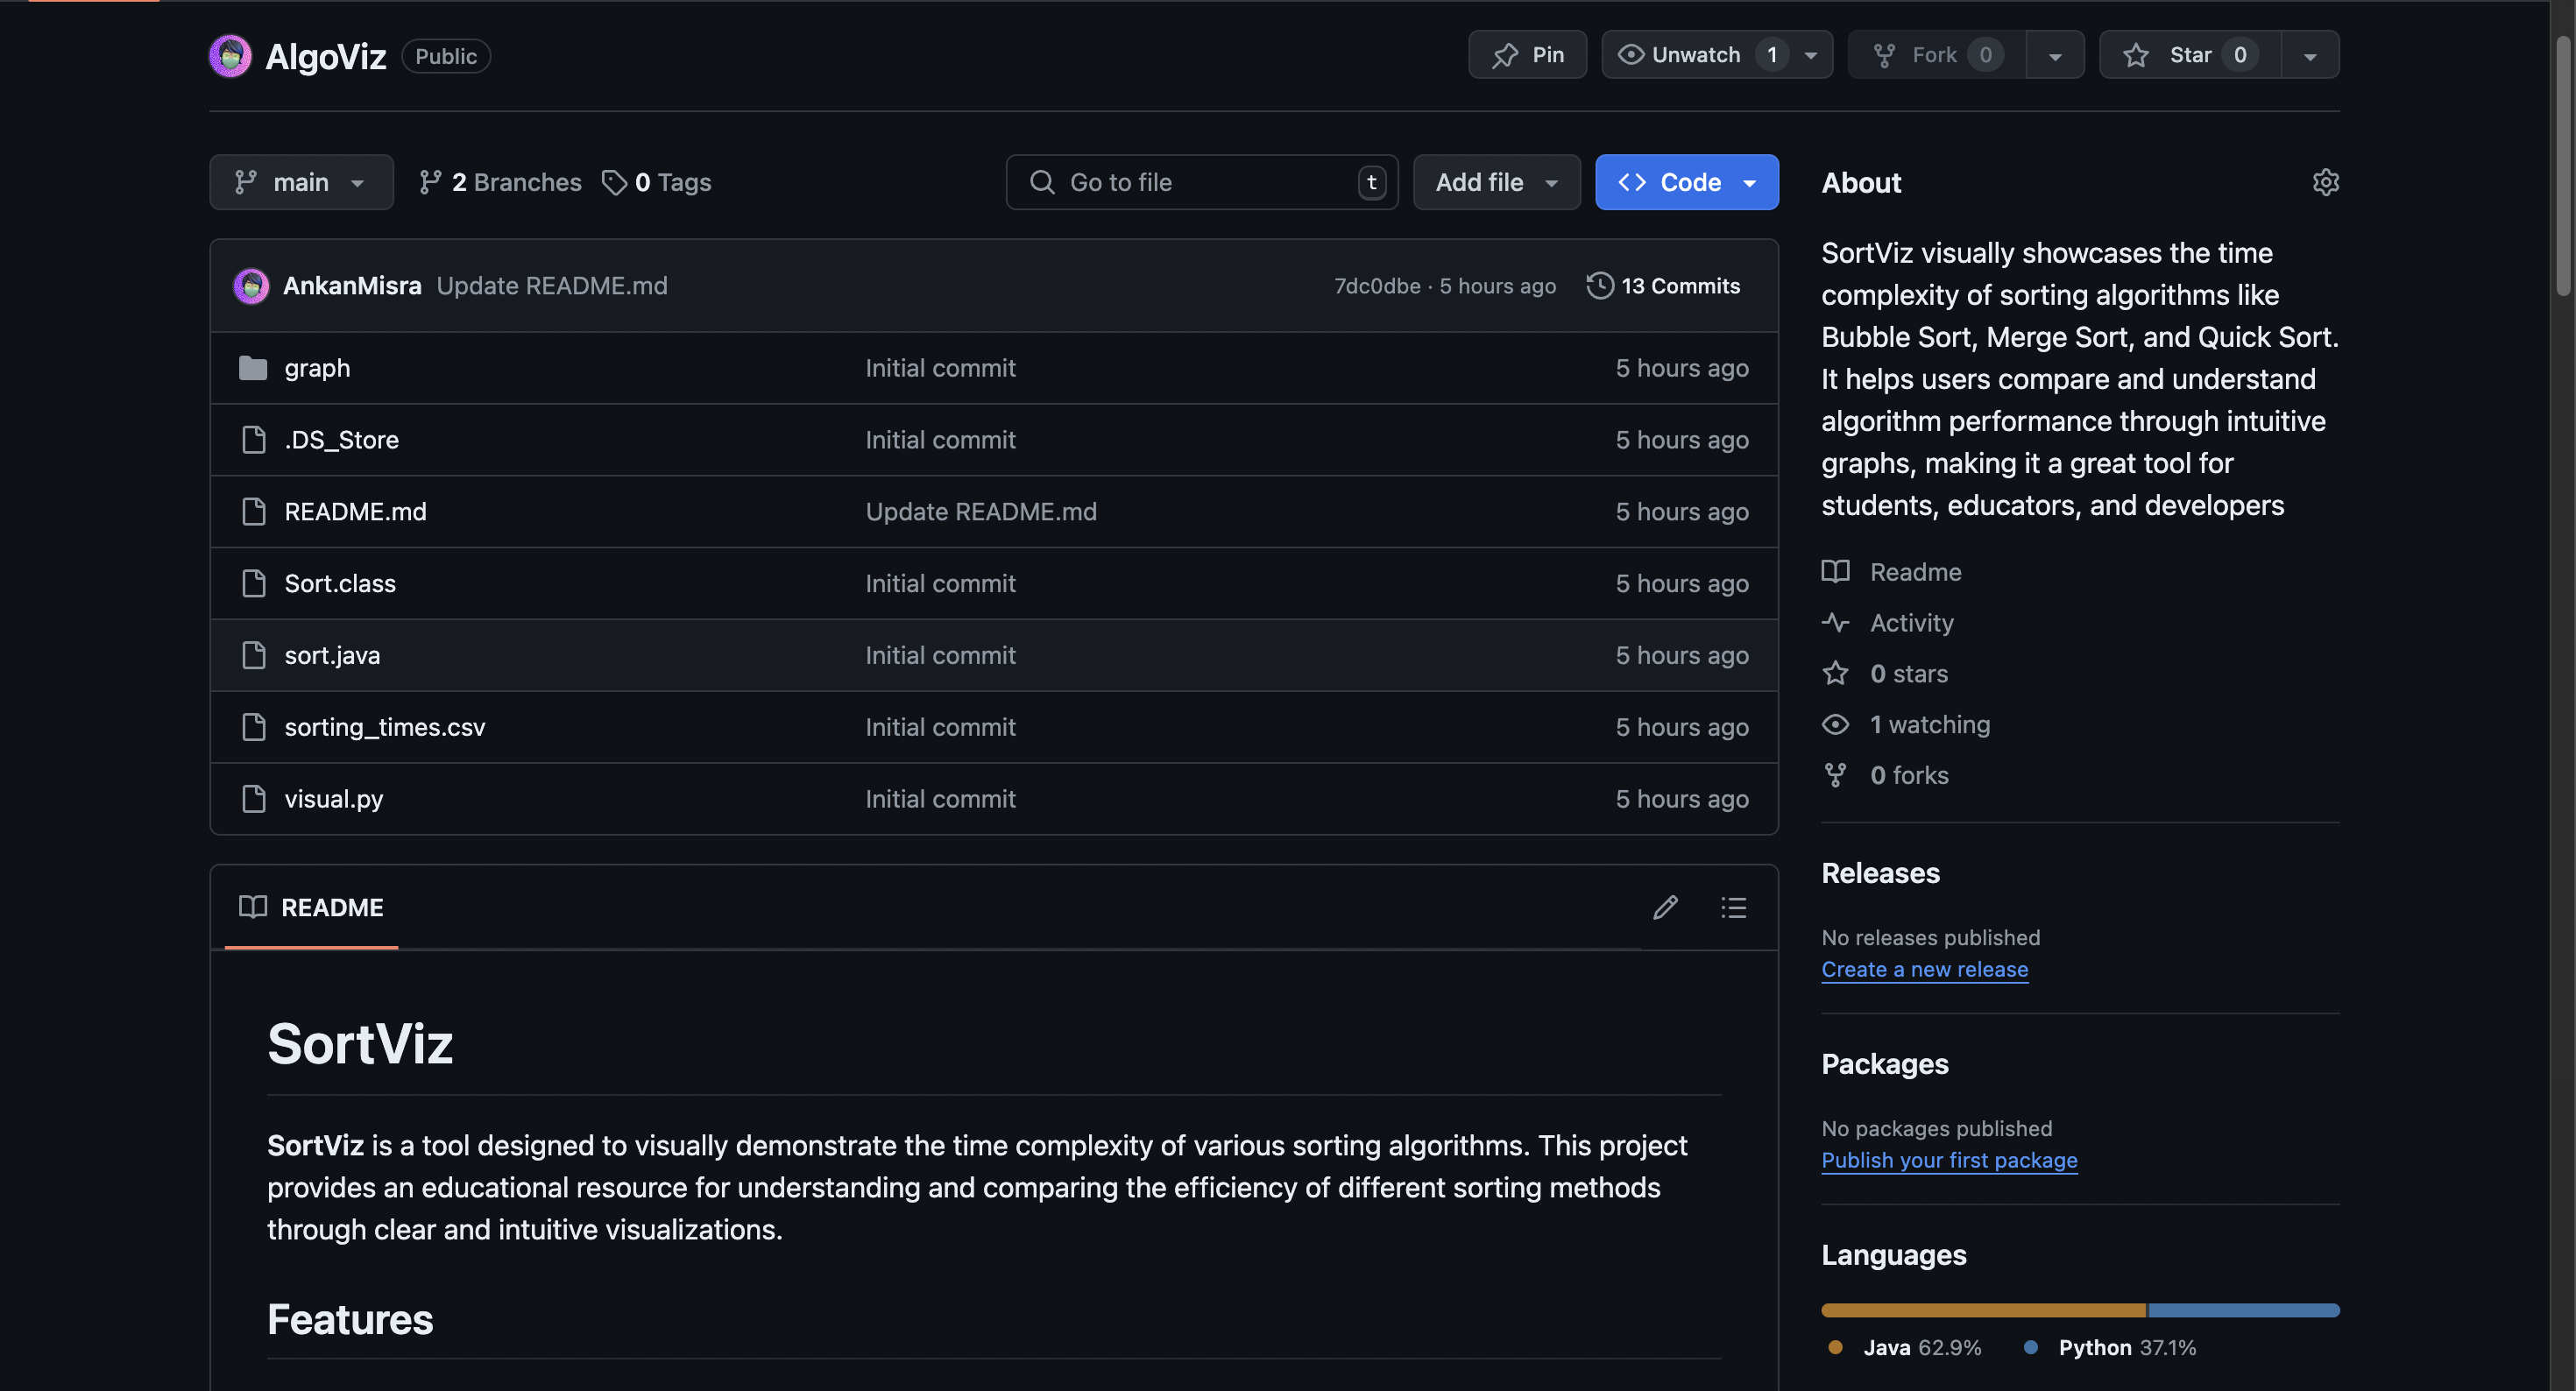 AlgoViz Public
Pin Unwatch 1 Fork 0 Star 0
main 2 Branches 0 Tags Go to file t Add file Code
AnkanMisra Update README.md 7dc0dbe · 5 hours ago 13 Commits
graph Initial commit 5 hours ago
.DS_Store Initial commit 5 hours ago
README.md Update README.md 5 hours ago
Sort.class Initial commit 5 hours ago
sort.java Initial commit 5 hours ago
sorting_times.csv Initial commit 5 hours ago
visual.py Initial commit 5 hours ago
README
SortViz
SortViz is a tool designed to visually demonstrate the time complexity of various sorting algorithms. This project
provides an educational resource for understanding and comparing the efficiency of different sorting methods
through clear and intuitive visualizations.
Features
About
SortViz visually showcases the time
complexity of sorting algorithms like
Bubble Sort, Merge Sort, and Quick Sort.
It helps users compare and understand
algorithm performance through intuitive
graphs, making it a great tool for
students, educators, and developers
Readme
Activity
0 stars
1 watching
0 forks
Releases
No releases published
Create a new release
Packages
No packages published
Publish your first package
Languages
Java 62.9% Python 37.1%